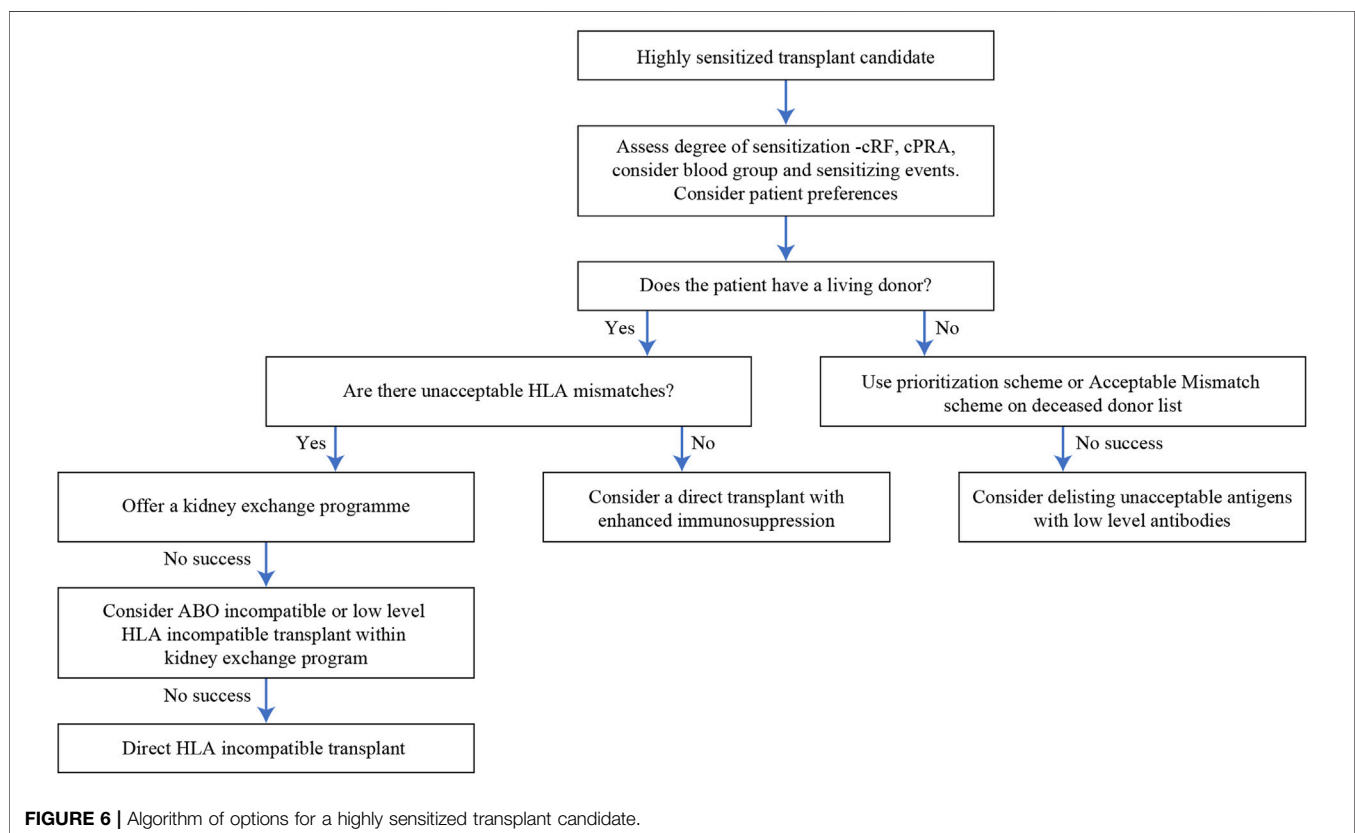 Highly sensitized transplant candidate
Assess degree of sensitization -cRF, cPRA,
consider blood group and sensitizing events.
Consider patient preferences
Does the patient have a living donor?
Yes
No
Are there unacceptable HLA mismatches?
Use prioritization scheme or Acceptable Mismatch
scheme on deceased donor list
Yes
No
No success
Offer a kidney exchange programme
Consider a direct transplant with
enhanced immunosuppression
Consider delisting unacceptable antigens
with low level antibodies
No success
Consider ABO incompatible or low level
HLA incompatible transplant within
kidney exchange program
No success
Direct HLA incompatible transplant
FIGURE 6 | Algorithm of options for a highly sensitized transplant candidate.